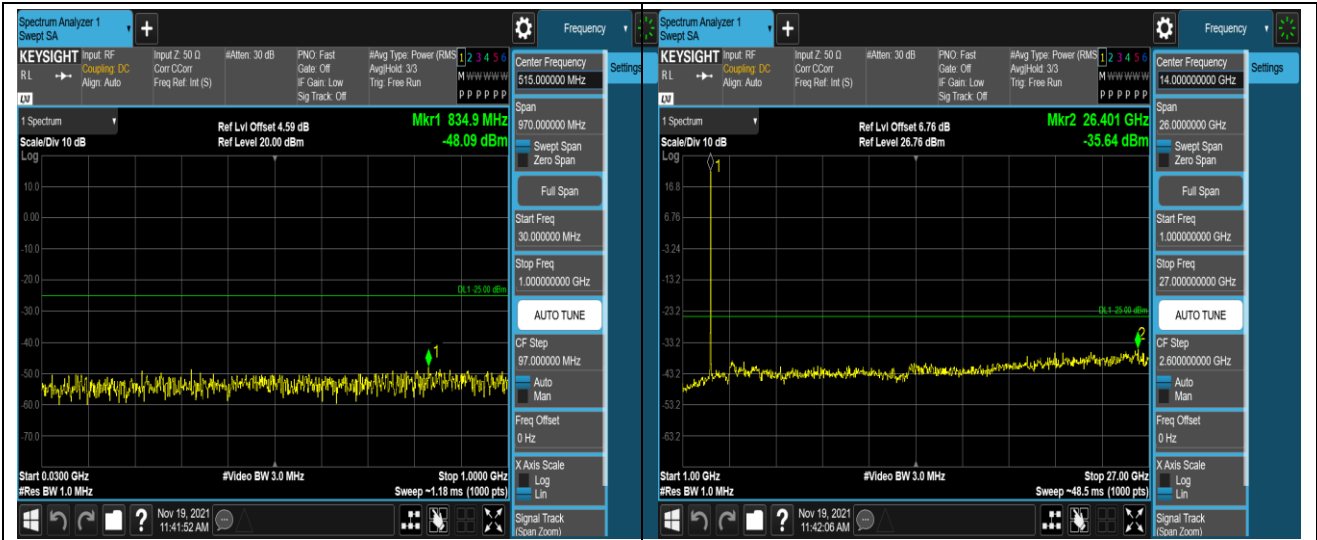 Spectrum Analyzer 1
Swept SA
+
Frequency
KEYSIGHT
RL
LXI
Input: RF
Coupling: DC
Align: Auto
Input Z: 50 Ω
Corr CCorr
Freq Ref: Int (S)
#Atten: 30 dB
PNO: Fast
Gate: Off
IF Gain: Low
Sig Track: Off
#Avg Type: Power (RMS
Avg|Hold: 3/3
Trig: Free Run
1 2 3 4 5 6
M W W W W W
P P P P P P
1 Spectrum
Scale/Div 10 dB
Log
Ref Lvl Offset 4.59 dB
Ref Level 20.00 dBm
Mkr1 834.9 MHz
-48.09 dBm
10.0
0.00
-10.0
-20.0
DL1 -25.00 dBm
-30.0
-40.0
1
-50.0
-60.0
-70.0
Start 0.0300 GHz
#Res BW 1.0 MHz
#Video BW 3.0 MHz
Stop 1.0000 GHz
Sweep ~1.18 ms (1000 pts)
Center Frequency
515.000000 MHz
Settings
Span
970.000000 MHz
Swept Span
Zero Span
Full Span
Start Freq
30.000000 MHz
Stop Freq
1.000000000 GHz
AUTO TUNE
CF Step
97.000000 MHz
Auto
Man
Freq Offset
0 Hz
X Axis Scale
Log
Lin
Signal Track
(Span Zoom)
?
Nov 19, 2021
11:41:52 AM
Spectrum Analyzer 1
Swept SA
+
Frequency
KEYSIGHT
RL
LXI
Input: RF
Coupling: DC
Align: Auto
Input Z: 50 Ω
Corr CCorr
Freq Ref: Int (S)
#Atten: 30 dB
PNO: Fast
Gate: Off
IF Gain: Low
Sig Track: Off
#Avg Type: Power (RMS
Avg|Hold: 3/3
Trig: Free Run
1 2 3 4 5 6
M W W W W W
P P P P P P
1 Spectrum
Scale/Div 10 dB
Log
Ref Lvl Offset 6.76 dB
Ref Level 26.76 dBm
Mkr2 26.401 GHz
-35.64 dBm
1
16.8
6.76
-3.24
-13.2
-23.2
DL1 -25.00 dBm
-33.2
2
-43.2
-53.2
-63.2
Start 1.00 GHz
#Res BW 1.0 MHz
#Video BW 3.0 MHz
Stop 27.00 GHz
Sweep ~48.5 ms (1000 pts)
Center Frequency
14.000000000 GHz
Settings
Span
26.0000000 GHz
Swept Span
Zero Span
Full Span
Start Freq
1.000000000 GHz
Stop Freq
27.000000000 GHz
AUTO TUNE
CF Step
2.600000000 GHz
Auto
Man
Freq Offset
0 Hz
X Axis Scale
Log
Lin
Signal Track
(Span Zoom)
?
Nov 19, 2021
11:42:06 AM